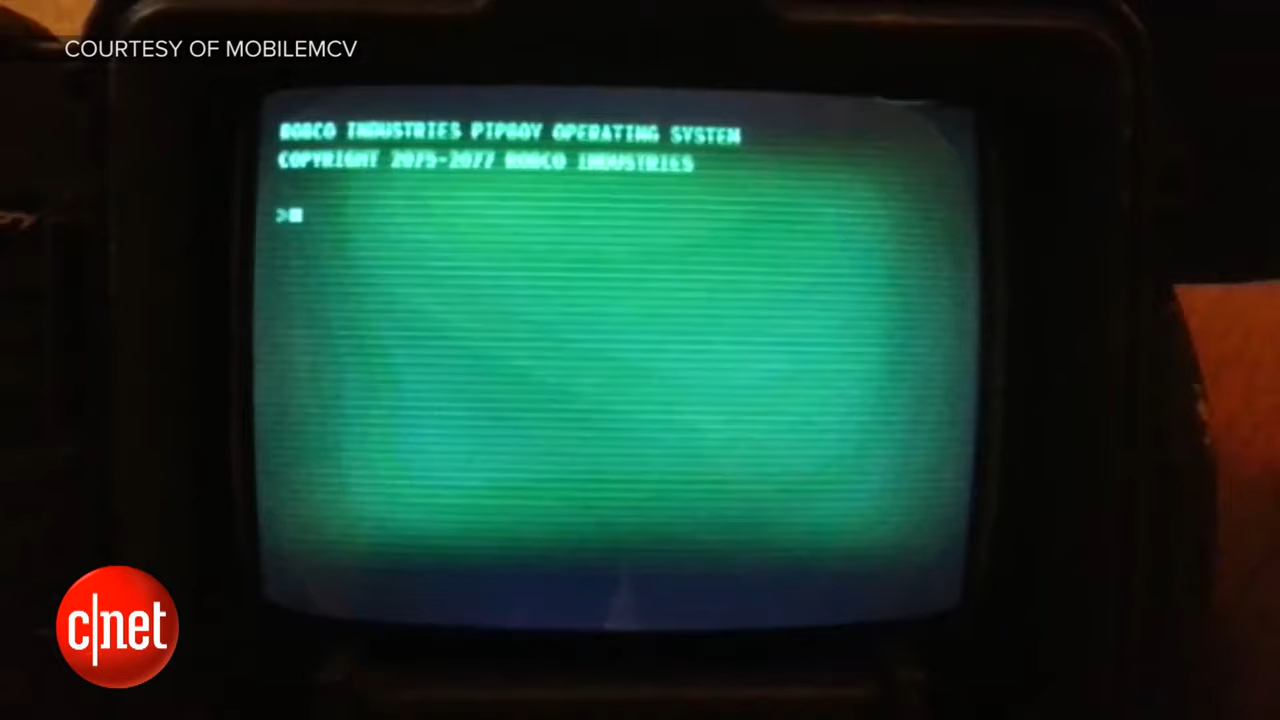 COURTESY OF MOBILEMCV
ROBCO INDUSTRIES PIPBOY OPERATING SYSTEM
COPYRIGHT 2075-2077 ROBCO INDUSTRIES
>
c|net